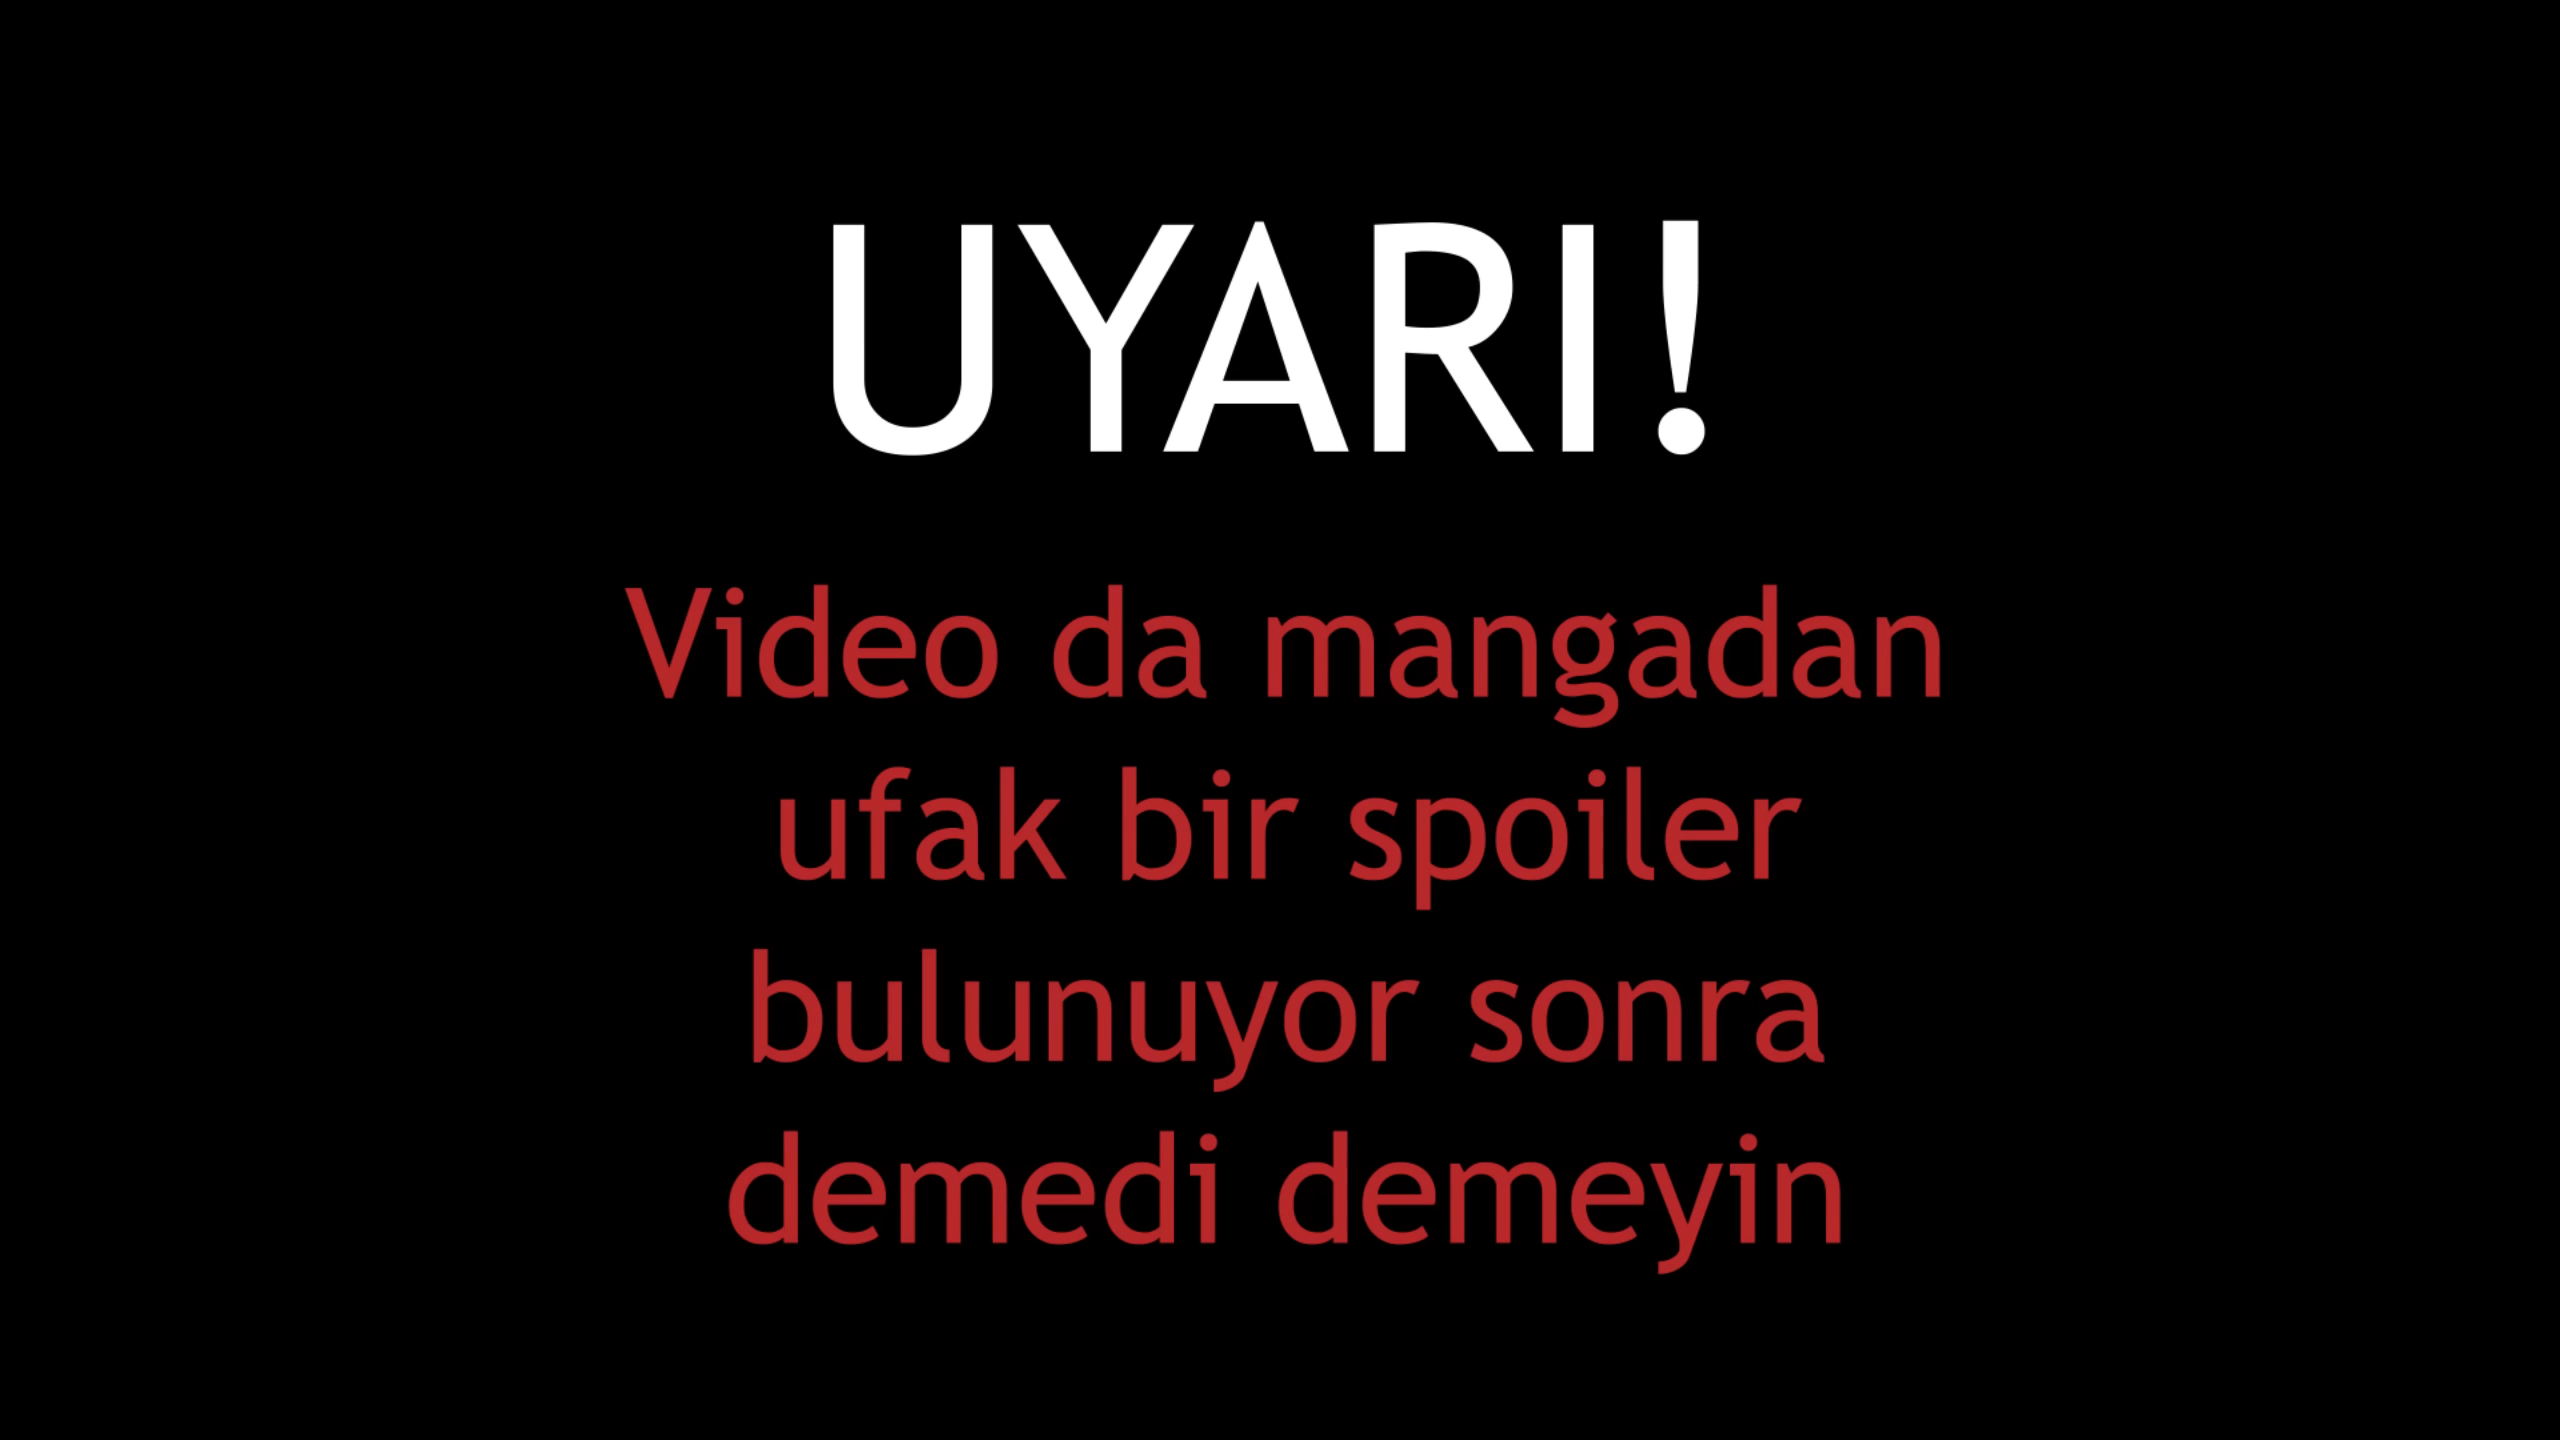 UYARI!
Video da mangadan
ufak bir spoiler
bulunuyor sonra
demedi demeyin